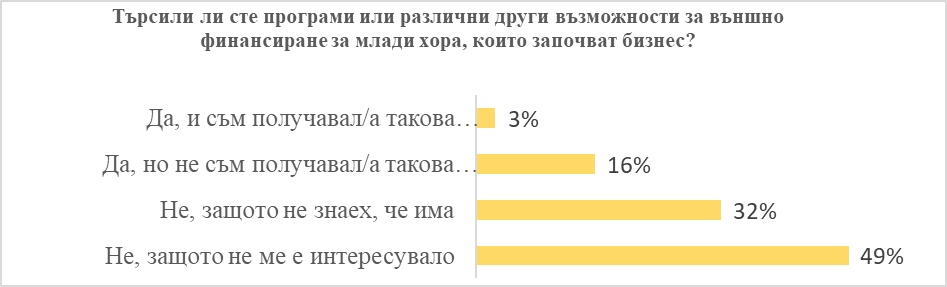 Търсили ли сте програми или различни други възможности за външно
финансиране за млади хора, които започват бизнес?
Да, и съм получавал/а такова… 3%
Да, но не съм получавал/а такова… 16%
Не, защото не знаех, че има 32%
Не, защото не ме е интересувало 49%